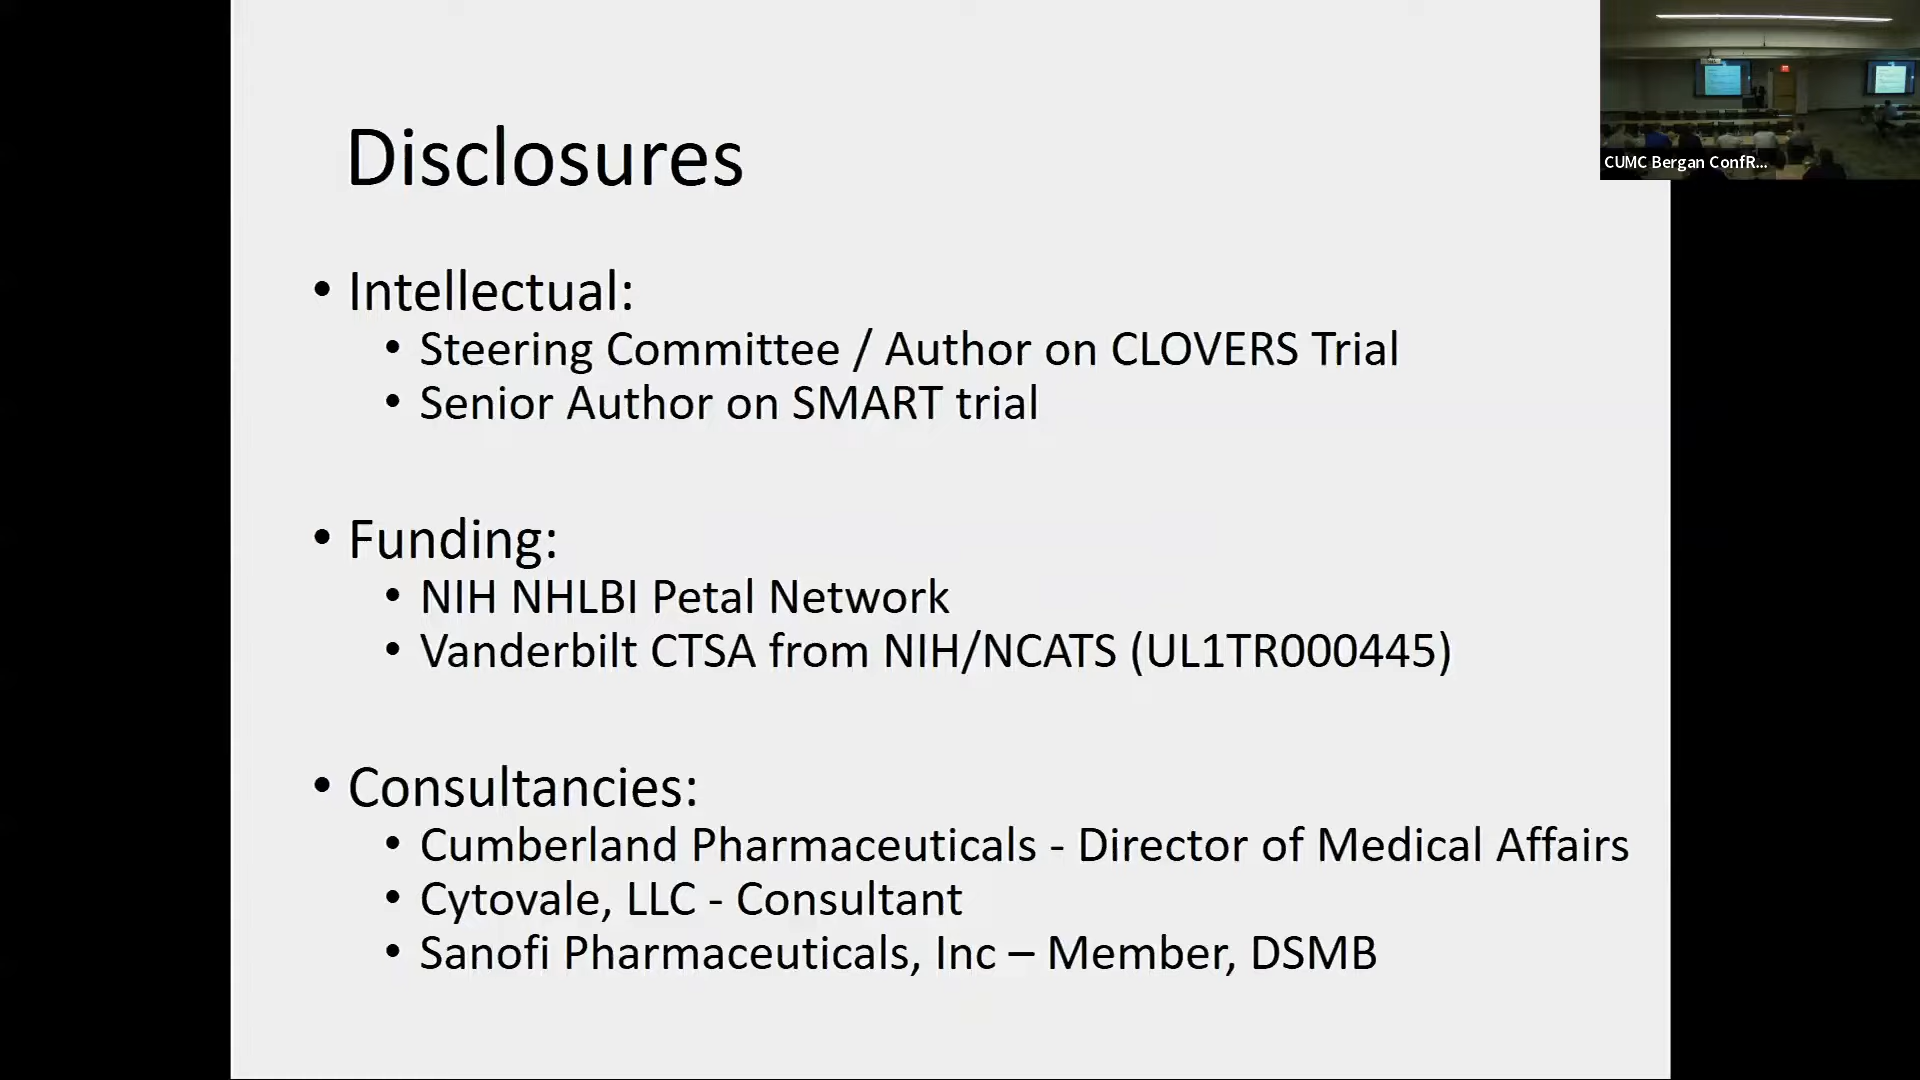 Disclosures
• Intellectual:
• Steering Committee / Author on CLOVERS Trial
• Senior Author on SMART trial
• Funding:
• NIH NHLBI Petal Network
• Vanderbilt CTSA from NIH/NCATS (UL1TR000445)
• Consultancies:
• Cumberland Pharmaceuticals - Director of Medical Affairs
• Cytovale, LLC - Consultant
• Sanofi Pharmaceuticals, Inc – Member, DSMB
CUMC Bergan ConfR...